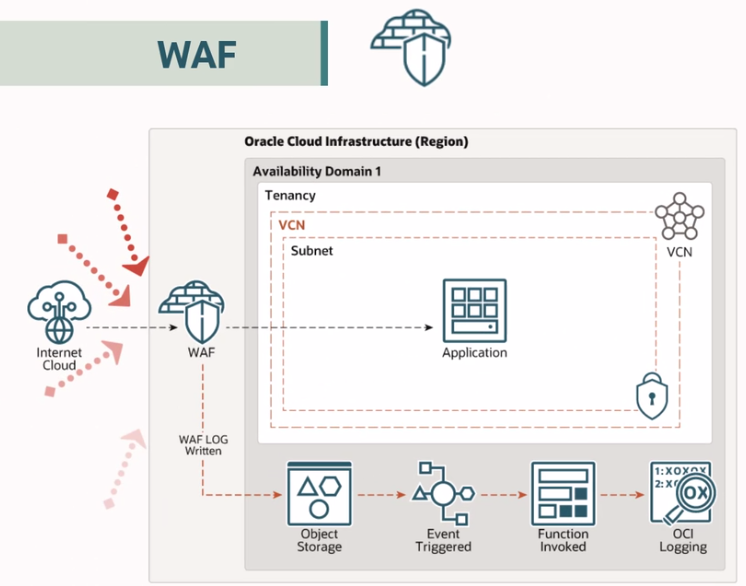 WAF
Oracle Cloud Infrastructure (Region)
Availability Domain 1
Tenancy
VCN
Subnet
VCN
Internet
Cloud
WAF
Application
WAF LOG
Written
1:XOXOX
2:X
OX
Object
Storage
Event
Triggered
Function
Invoked
OCI
Logging